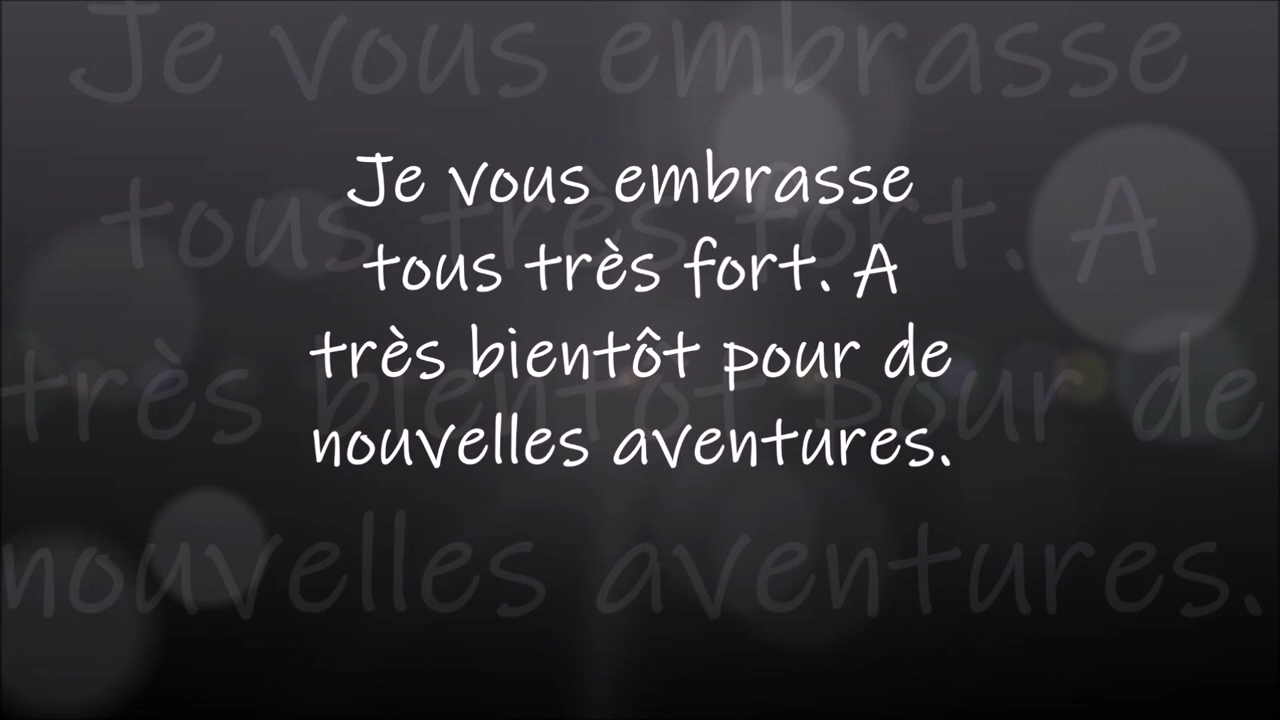 Je vous embrasse
tous très fort. A
très bientôt pour de
nouvelles aventures.